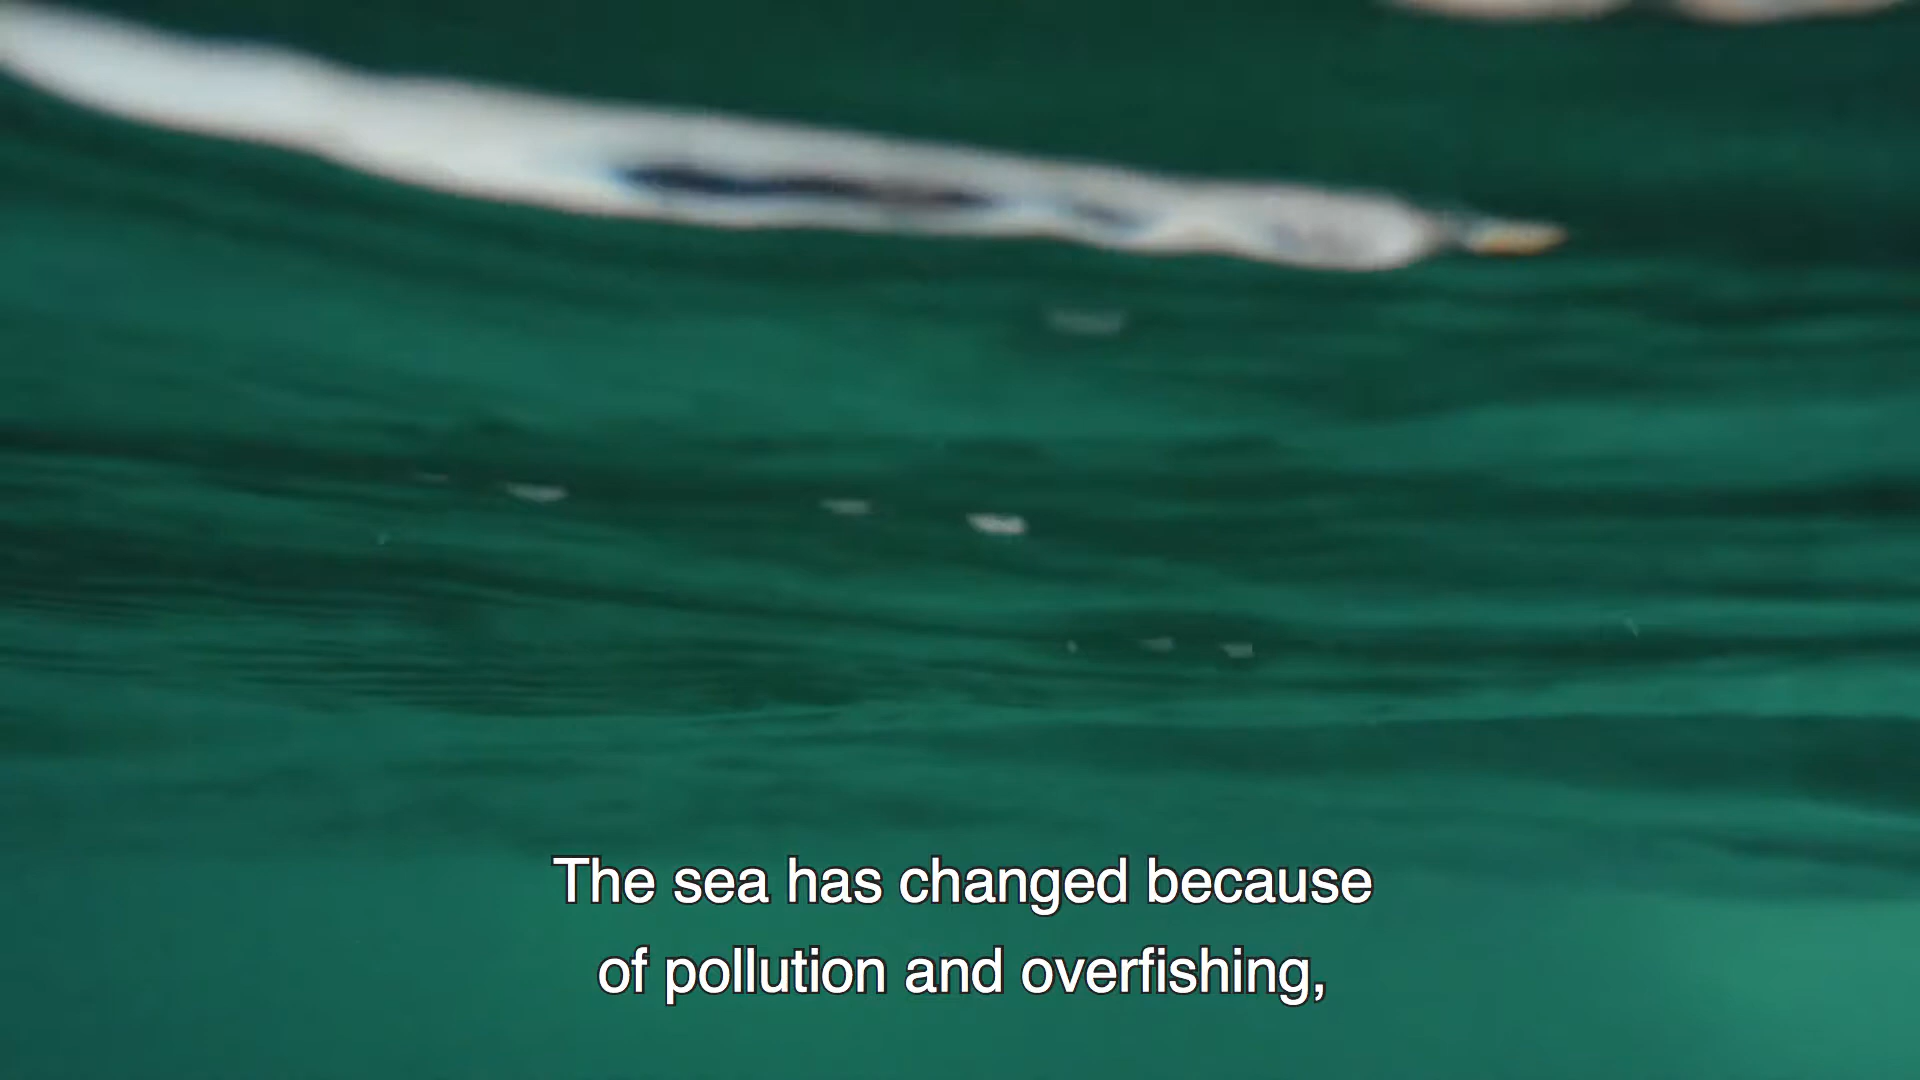 The sea has changed because
of pollution and overfishing,